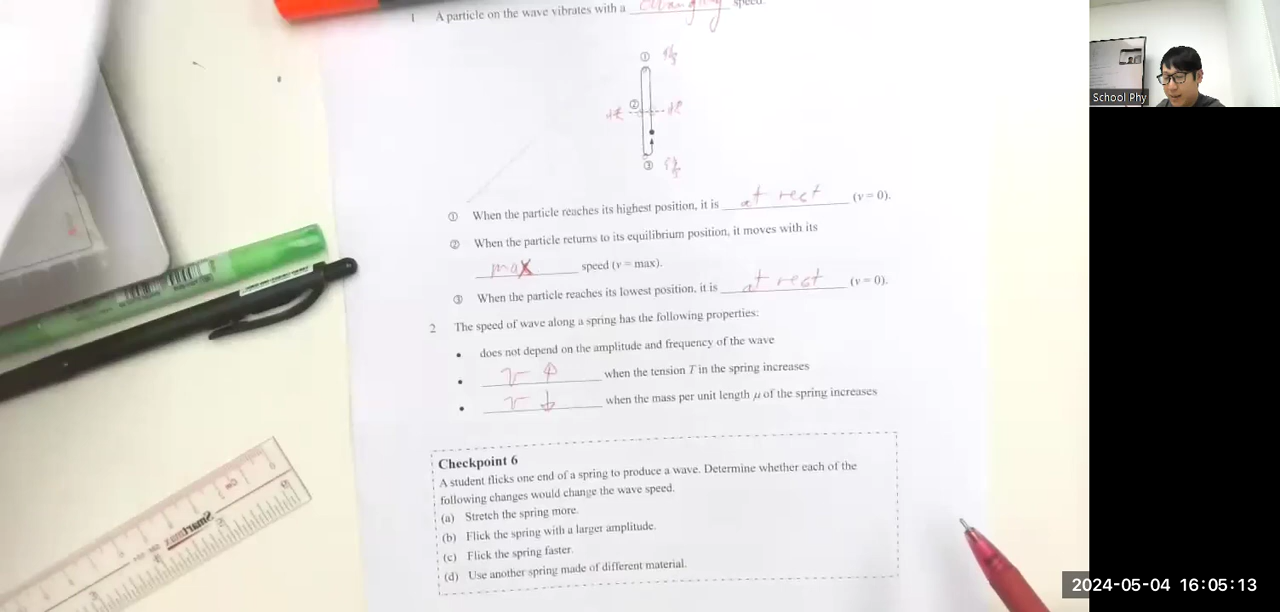 1 A particle on the wave vibrates with a changing speed.
①
②
③
① When the particle reaches its highest position, it is at rest (v = 0).
② When the particle returns to its equilibrium position, it moves with its
max speed (v = max).
③ When the particle reaches its lowest position, it is at rest (v = 0).
2 The speed of wave along a spring has the following properties:
• does not depend on the amplitude and frequency of the wave
• v ↑ when the tension T in the spring increases
• v ↓ when the mass per unit length μ of the spring increases
Checkpoint 6
A student flicks one end of a spring to produce a wave. Determine whether each of the
following changes would change the wave speed.
(a) Stretch the spring more.
(b) Flick the spring with a larger amplitude.
(c) Flick the spring faster.
(d) Use another spring made of different material.
School Phy
2024-05-04 16:05:13